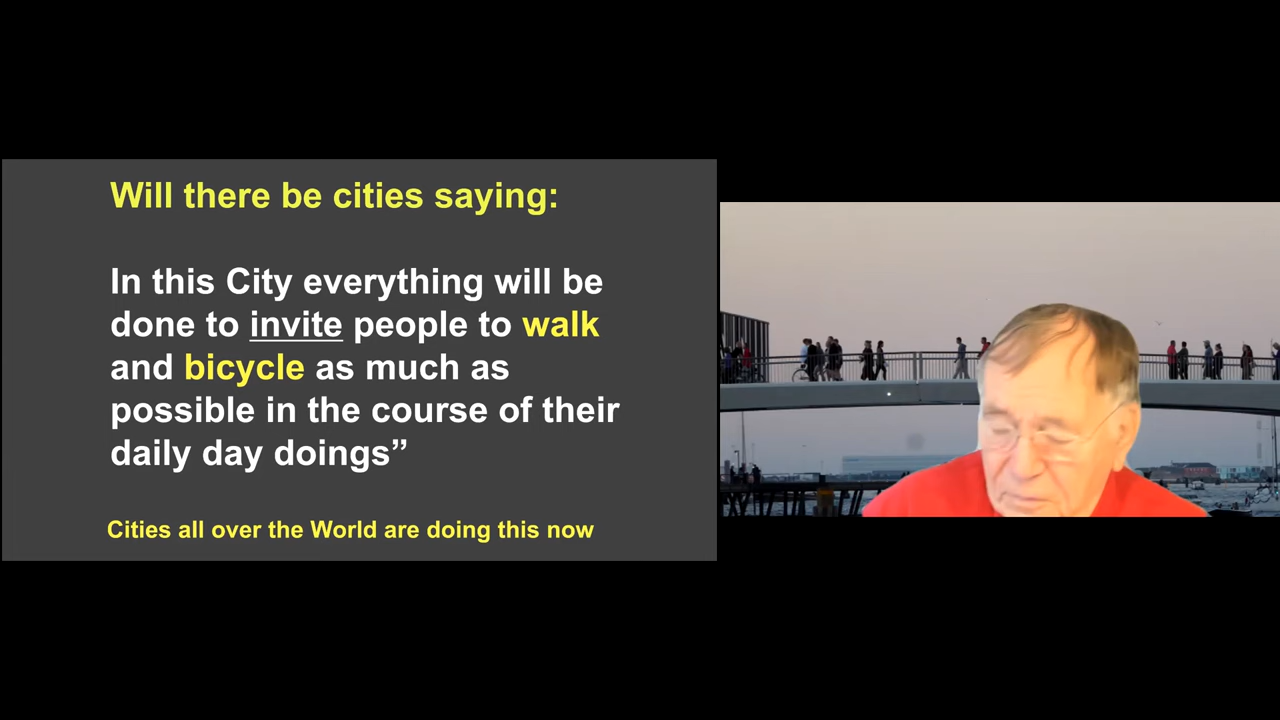 Will there be cities saying:
In this City everything will be
done to invite people to walk
and bicycle as much as
possible in the course of their
daily day doings”
Cities all over the World are doing this now